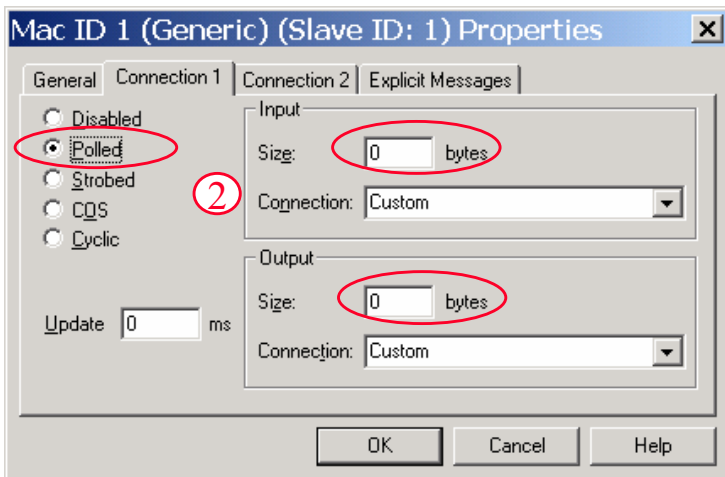 Mac ID 1 (Generic) (Slave ID: 1) Properties
General
Connection 1
Connection 2
Explicit Messages
Disabled
Polled
Strobed
COS
Cyclic
Update 0 ms
2
Input
Size: 0 bytes
Connection: Custom
Output
Size: 0 bytes
Connection: Custom
OK
Cancel
Help